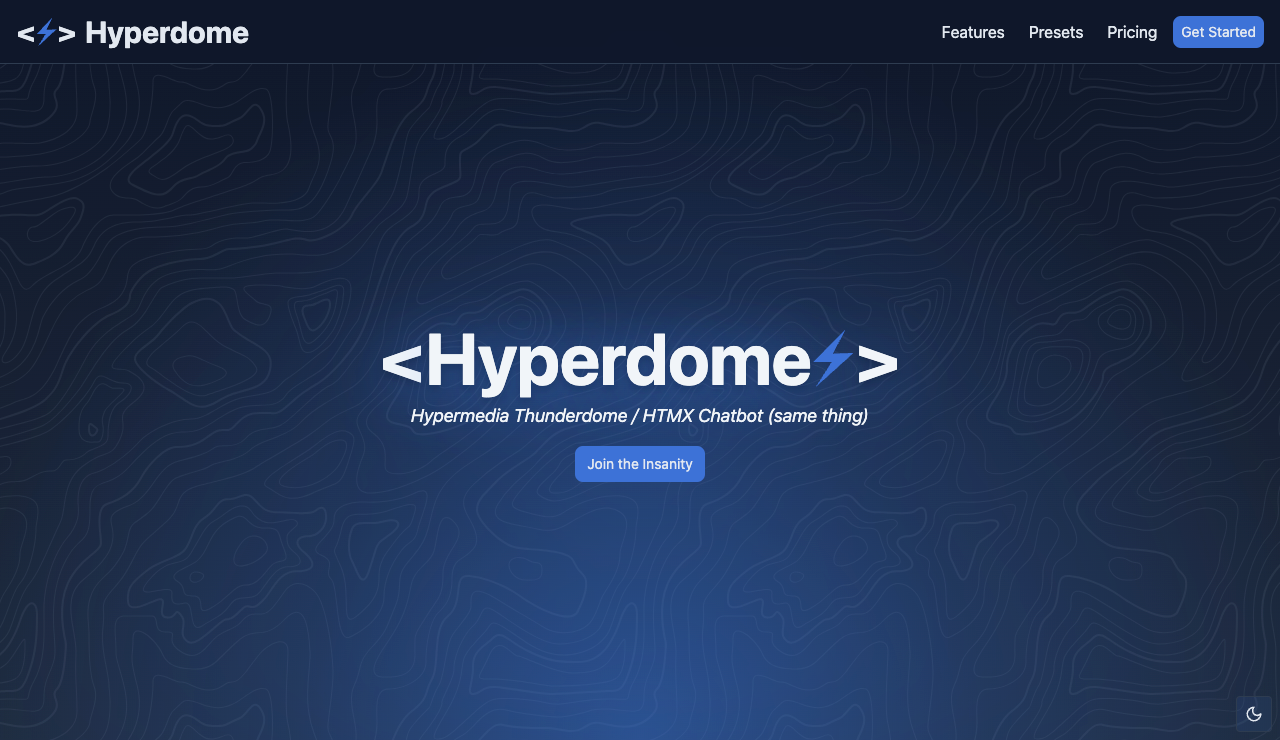 <⚡> Hyperdome
Features Presets Pricing Get Started
<Hyperdome⚡>
Hypermedia Thunderdome / HTMX Chatbot (same thing)
Join the Insanity